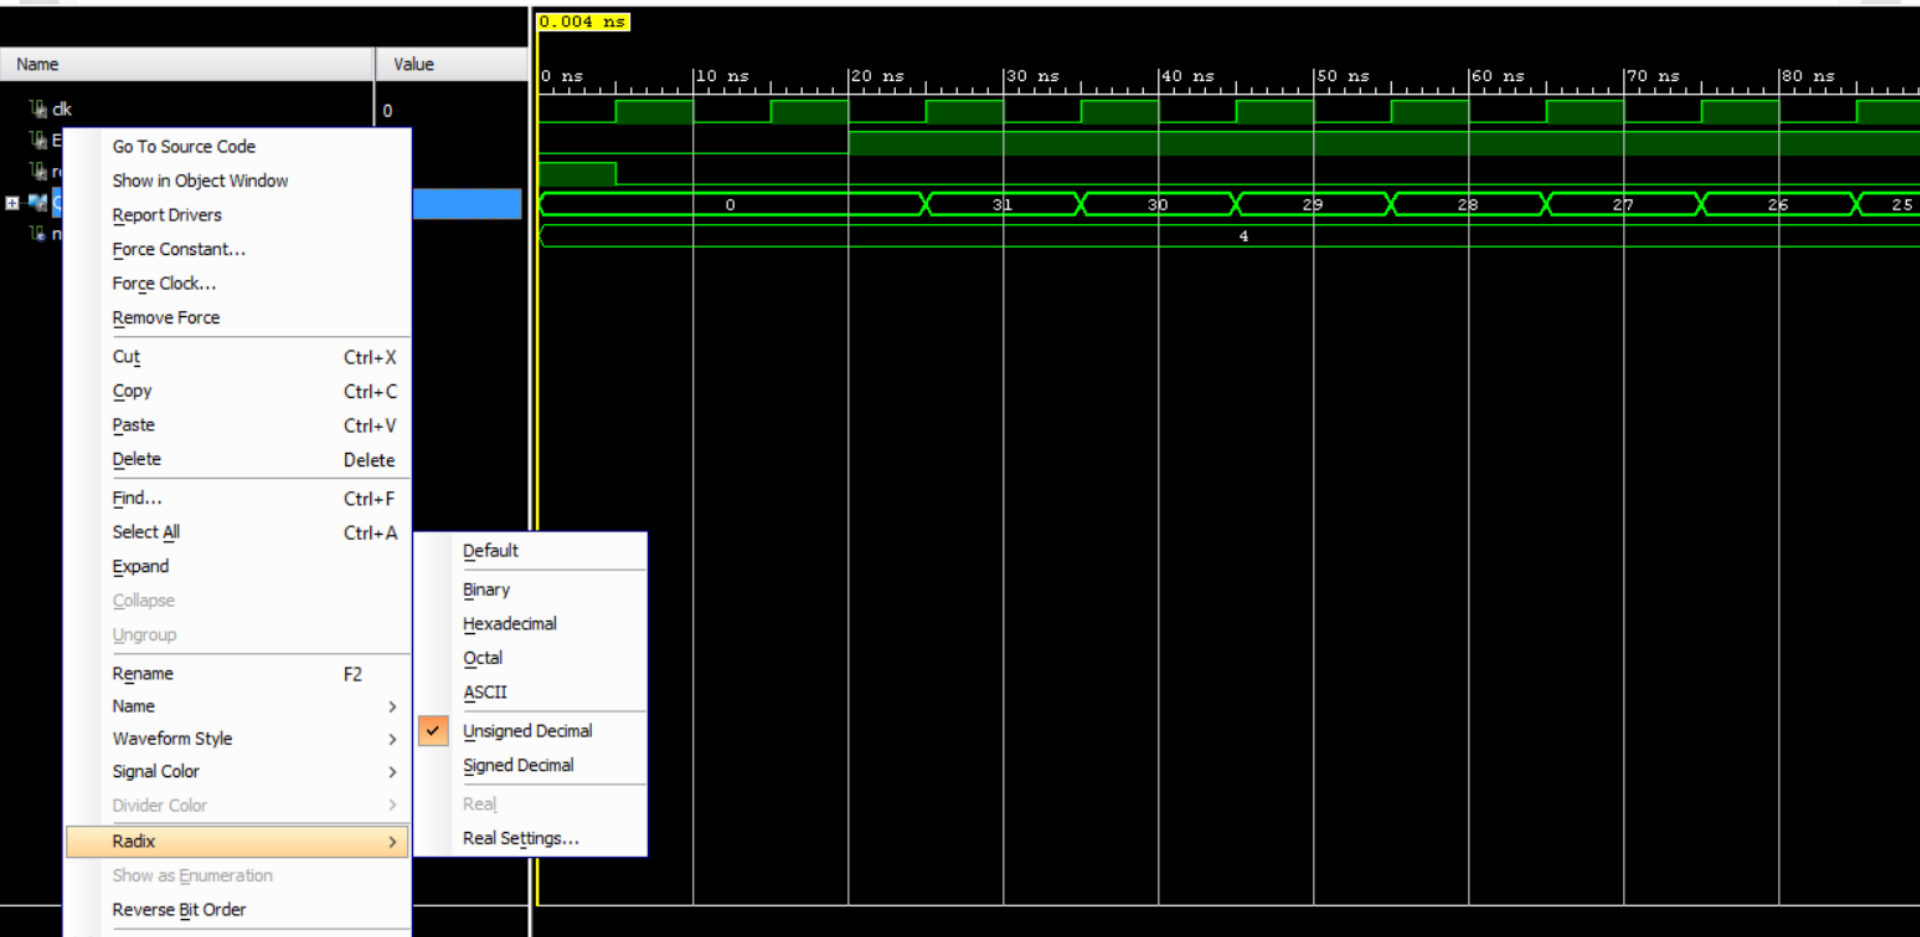 0.004 ns
Name Value
0 ns 10 ns 20 ns 30 ns 40 ns 50 ns 60 ns 70 ns 80 ns
clk 0
E
0 31 30 29 28 27 26 25
n 4
Go To Source Code
Show in Object Window
Report Drivers
Force Constant...
Force Clock...
Remove Force
Cut Ctrl+X
Copy Ctrl+C
Paste Ctrl+V
Delete Delete
Find... Ctrl+F
Select All Ctrl+A
Expand
Collapse
Ungroup
Rename F2
Name
Waveform Style
Signal Color
Divider Color
Radix
Show as Enumeration
Reverse Bit Order
Default
Binary
Hexadecimal
Octal
ASCII
Unsigned Decimal
Signed Decimal
Real
Real Settings...